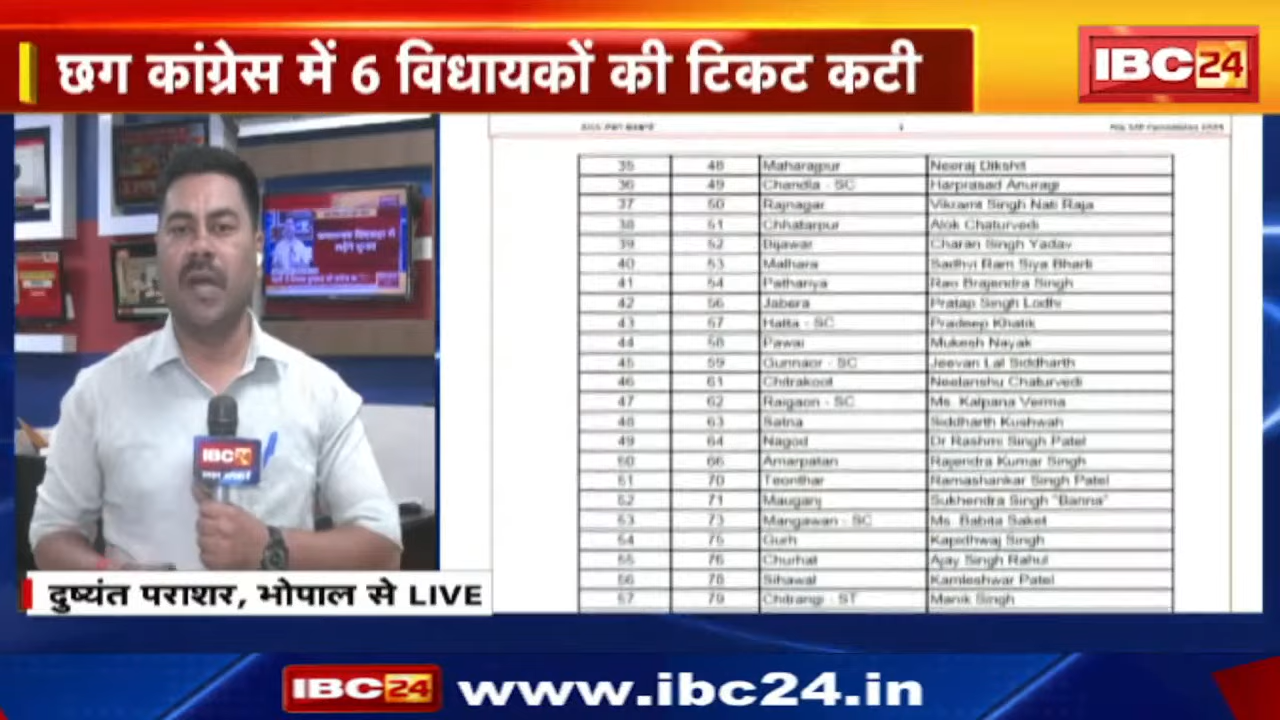 छग कांग्रेस में 6 विधायकों की टिकट कटी
IBC24
35 48 Maharajpur Neeraj Dikshit
36 49 Chandla - SC Harprasad Anuragi
37 50 Rajnagar Vikram Singh Nati Raja
38 51 Chhatarpur Alok Chaturvedi
39 52 Bijawar Charan Singh Yadav
40 53 Malhara Sadhvi Ram Siya Bharti
41 54 Pathariya Rao Brajendra Singh
42 56 Jabera Pratap Singh Lodhi
43 57 Hatta - SC Pradeep Khatik
44 58 Pawai Mukesh Nayak
45 59 Gunnaor - SC Jeevan Lal Siddharth
46 61 Chitrakoot Neelanshu Chaturvedi
47 62 Raigaon - SC Ms. Kalpana Verma
48 63 Satna Siddharth Kushwah
49 64 Nagod Dr Rashmi Singh Patel
50 66 Amarpatan Rajendra Kumar Singh
51 70 Teonthar Ramashankar Singh Patel
52 71 Mauganj Sukhendra Singh "Banna"
53 73 Mangawan - SC Ms. Babita Saket
54 75 Gurh Kapidhwaj Singh
55 76 Churhat Ajay Singh Rahul
56 78 Sihawal Kamleshwar Patel
57 79 Chitrangi - ST Manik Singh
IBC24
दुष्यंत पराशर, भोपाल से LIVE
IBC24 www.ibc24.in